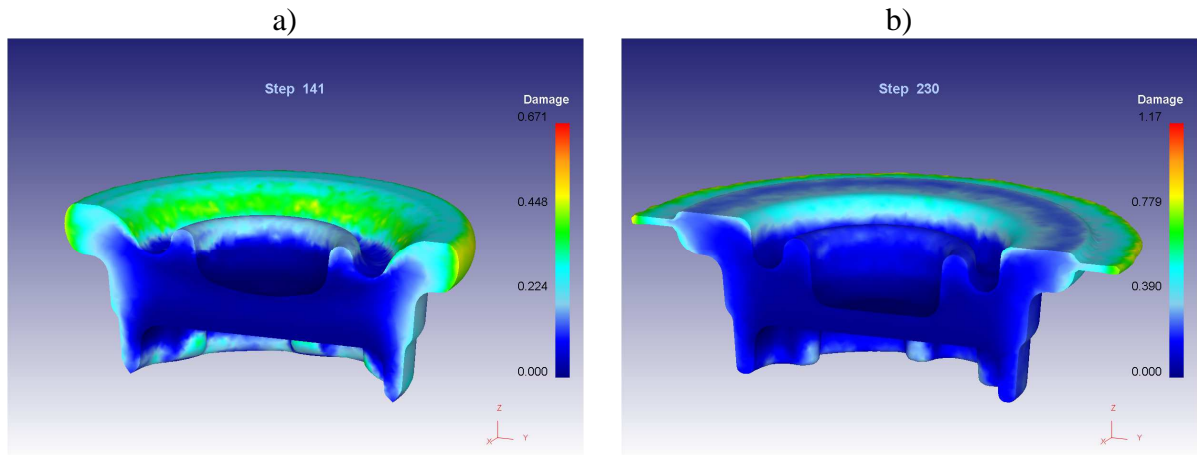 a)
Step 141
Damage
0.671
0.448
0.224
0.000
Z
X
Y
b)
Step 230
Damage
1.17
0.779
0.390
0.000
Z
X
Y